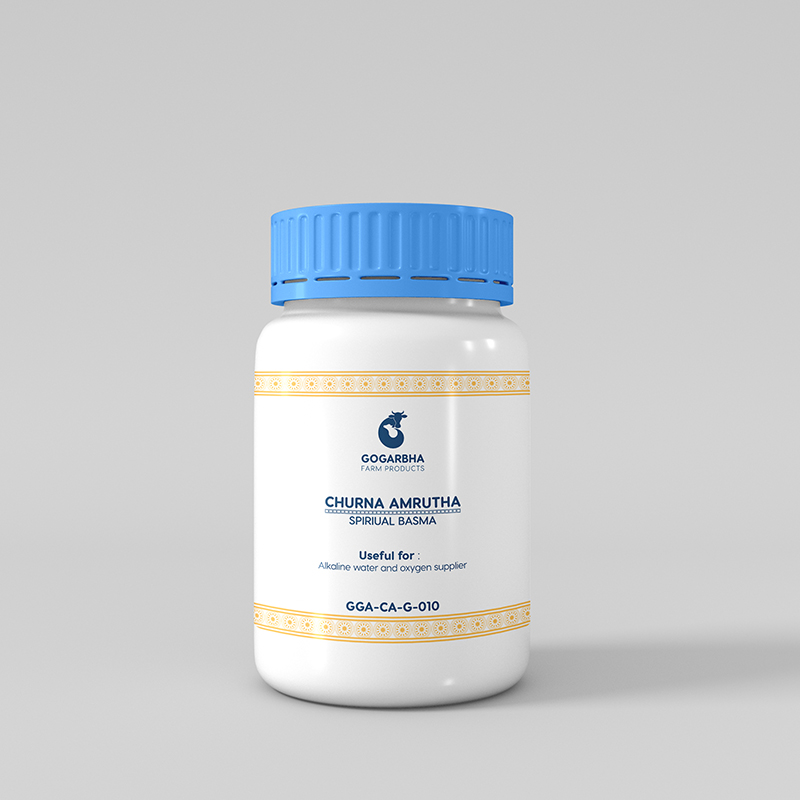 GOGARBHA
FARM PRODUCTS
CHURNA AMRUTHA
SPIRIUAL BASMA
Useful for :
Alkaline water and oxygen supplier
GGA-CA-G-010